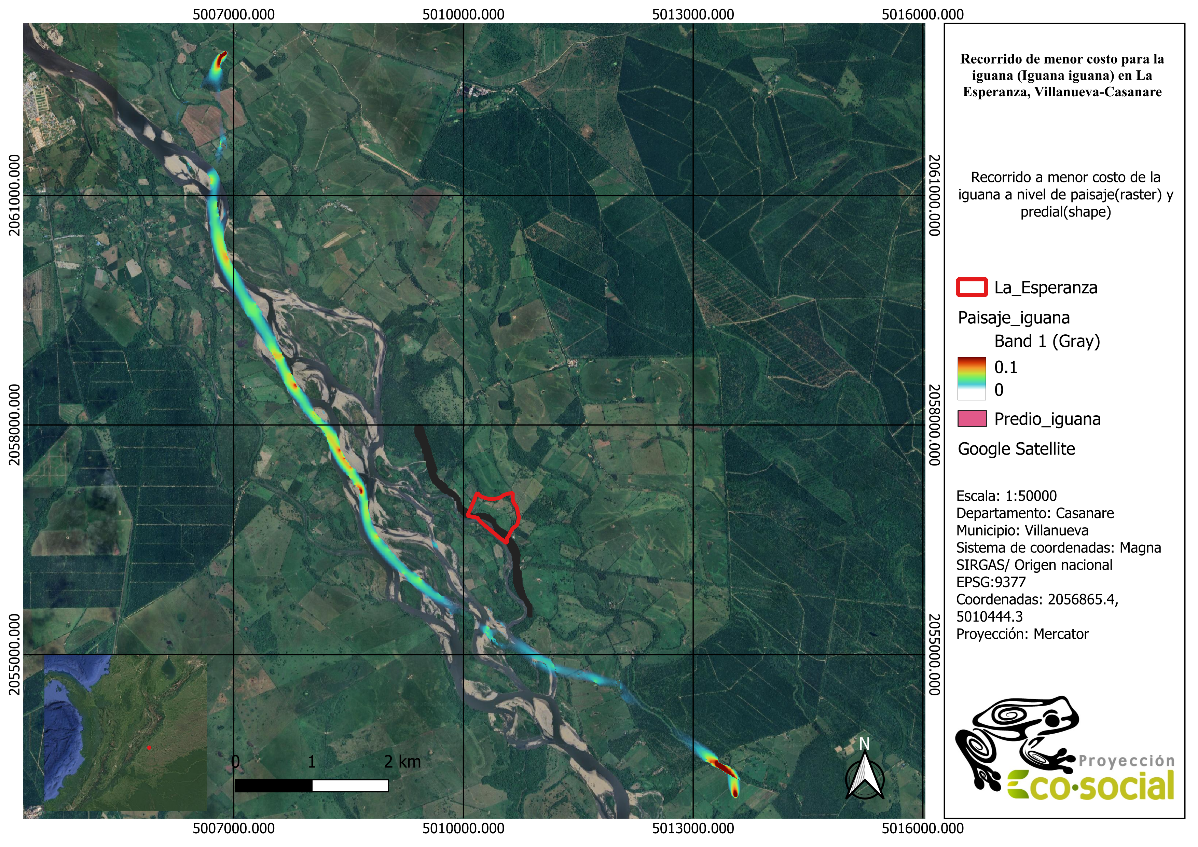 5007000.000
5010000.000
5013000.000
5016000.000
2061000.000
2058000.000
2055000.000
2061000.000
2058000.000
2055000.000
0 1 2 km
N
5007000.000
5010000.000
5013000.000
5016000.000
Recorrido de menor costo para la
iguana (Iguana iguana) en La
Esperanza, Villanueva-Casanare
Recorrido a menor costo de la
iguana a nivel de paisaje(raster) y
predial(shape)
La_Esperanza
Paisaje_iguana
Band 1 (Gray)
0.1
0
Predio_iguana
Google Satellite
Escala: 1:50000
Departamento: Casanare
Municipio: Villanueva
Sistema de coordenadas: Magna
SIRGAS/ Origen nacional
EPSG:9377
Coordenadas: 2056865.4,
5010444.3
Proyección: Mercator
Proyección
Eco·social